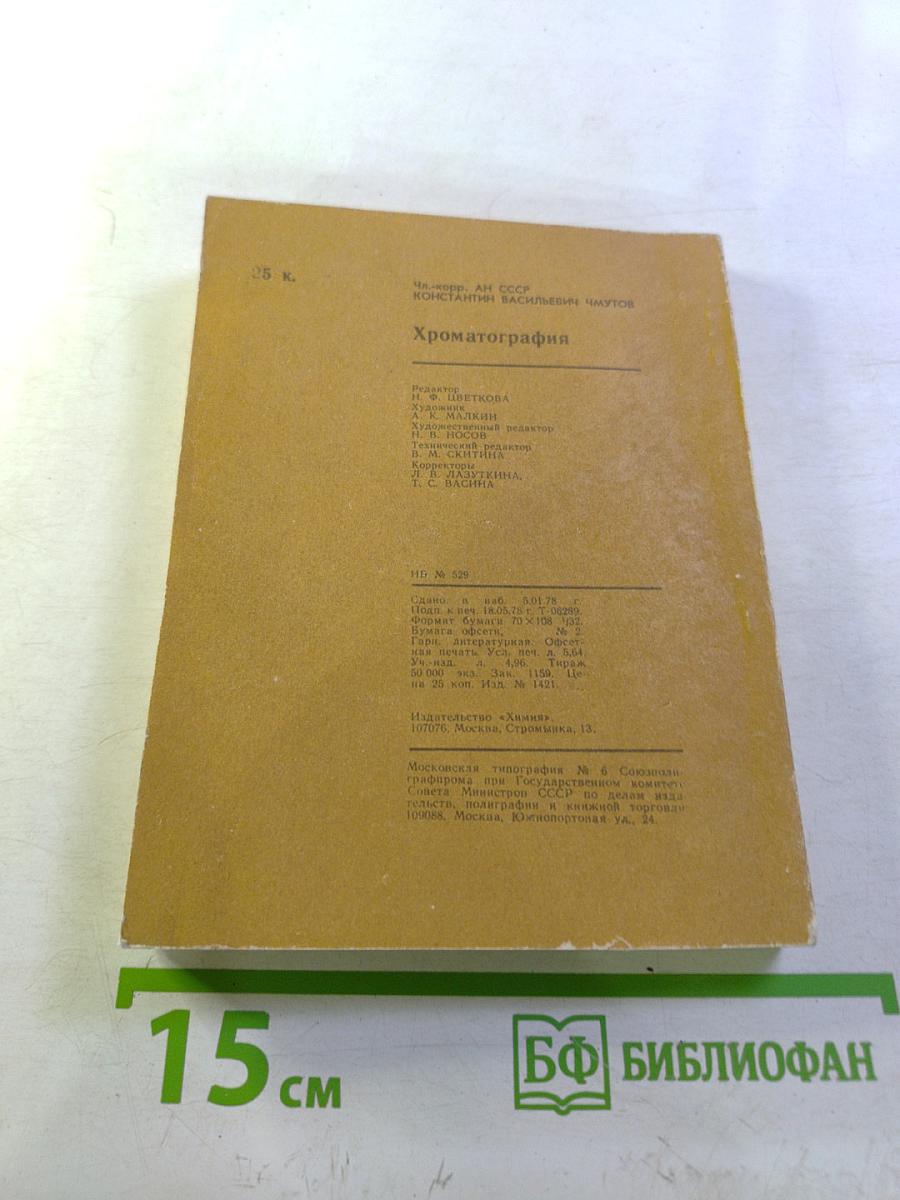 25 к.
Чл.-корр. АН СССР
КОНСТАНТИН ВАСИЛЬЕВИЧ ЧМУТОВ
Хроматография
Редактор
Н. Ф. ЦВЕТКОВА
Художник
А. К. МАЛКИН
Художественный редактор
Н. В. НОСОВ
Технический редактор
В. М. СКИТИНА
Корректоры
Л. В. ЛАЗУТКИНА,
Т. С. ВАСИНА
НБ № 529
Сдано в наб. 5.01.78 г.
Подп. к печ. 18.05.78 г. Т-06289.
Формат бумаги 70×108 1/32.
Бумага офсетн. № 2.
Гарн. литературная. Офсет-
ная печать. Усл. печ. л. 5,64.
Уч.-изд. л. 4,96. Тираж
50 000 экз. Зак. 1159. Це-
на 25 коп. Изд. № 1421.
Издательство «Химия».
107076, Москва, Стромынка, 13.
Московская типография № 6 Союзполи-
графпрома при Государственном комитете
Совета Министров СССР по делам изда
тельств, полиграфии и книжной торговли
109088, Москва, Южнопортовая ул., 24.
15 см
БФ БИБЛИОФАН